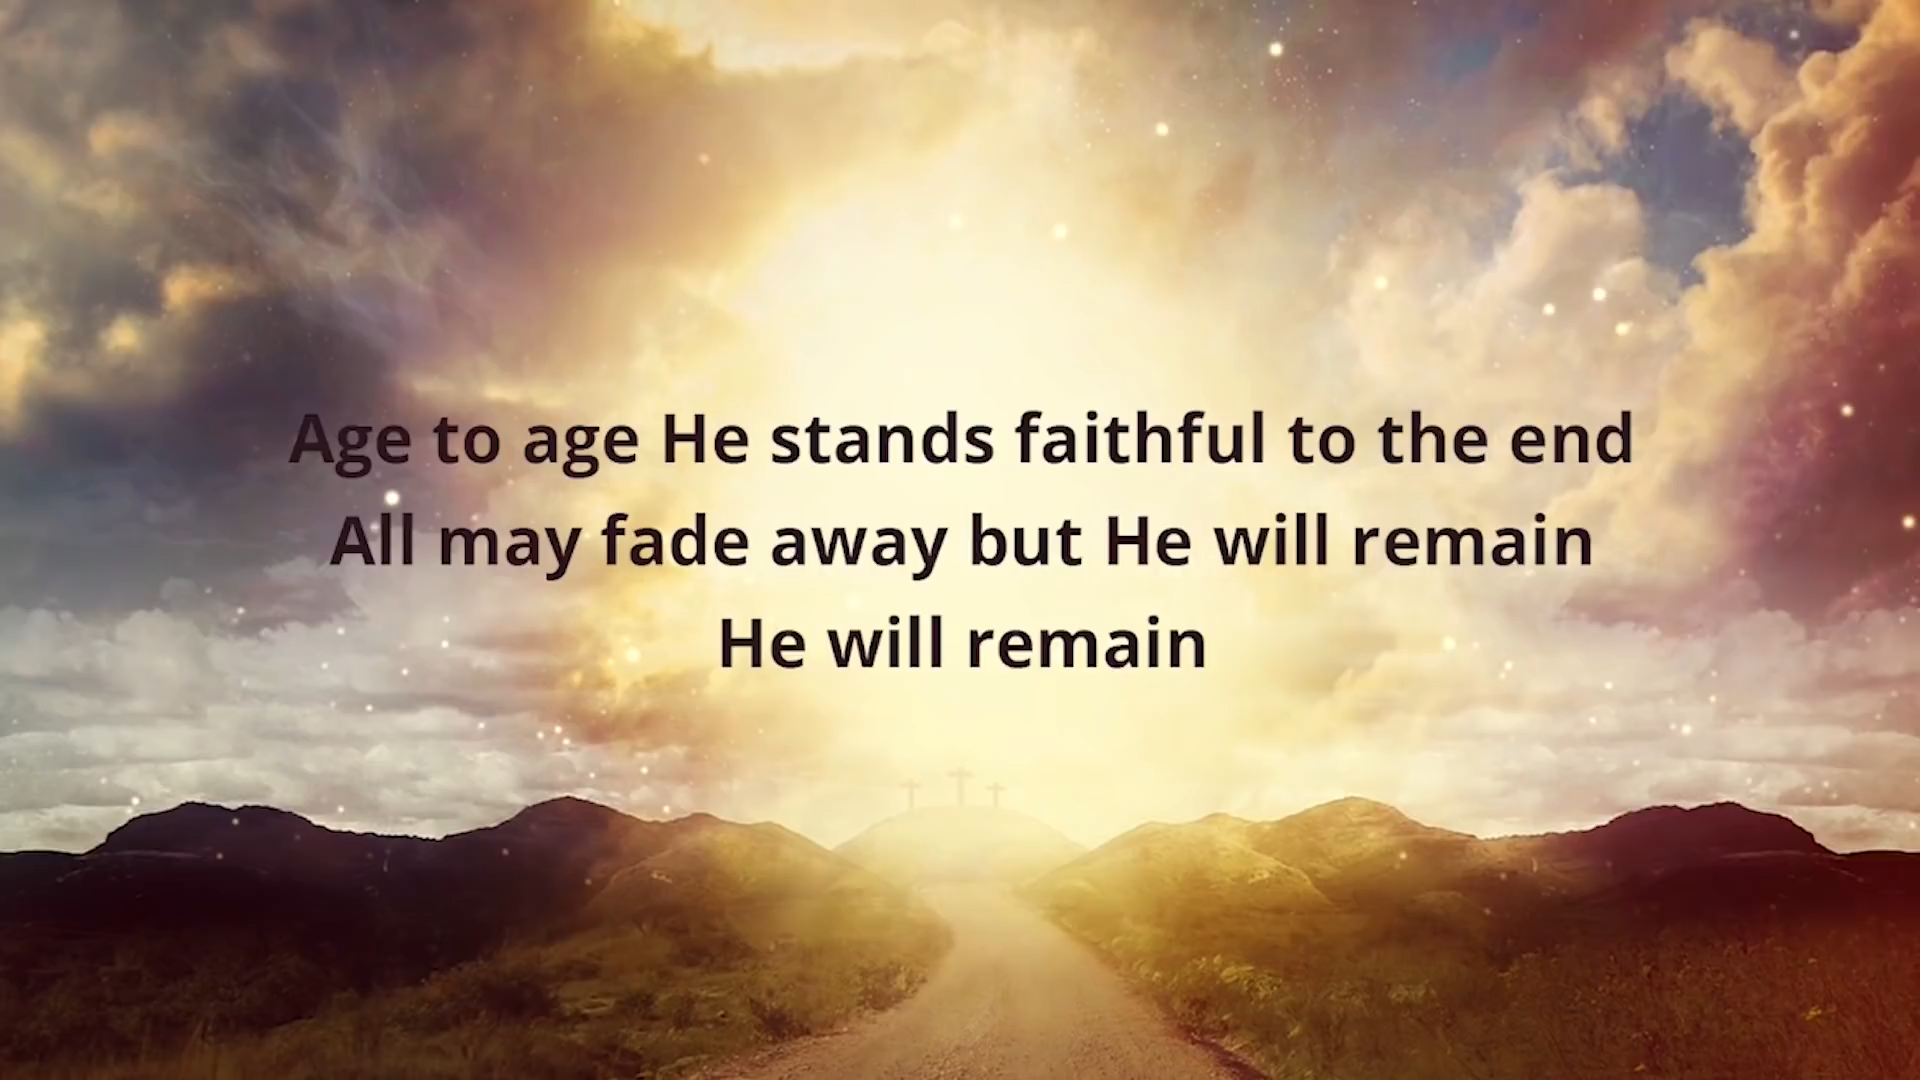 Age to age He stands faithful to the end
All may fade away but He will remain
He will remain